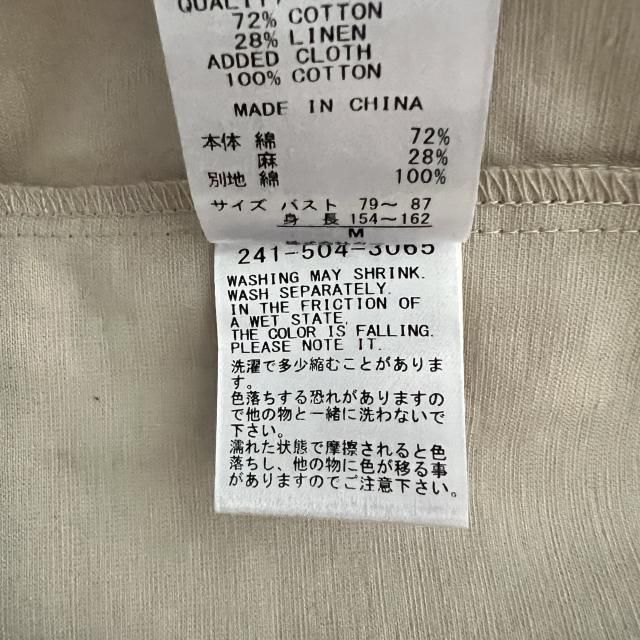 QUALITY
72% COTTON
28% LINEN
ADDED CLOTH
100% COTTON
MADE IN CHINA
本体 綿 72%
麻 28%
別地 綿 100%
サイズ バスト 79〜 87
身 長 154〜162
M
241-504-3065
WASHING MAY SHRINK.
WASH SEPARATELY.
IN THE FRICTION OF
A WET STATE,
THE COLOR IS FALLING.
PLEASE NOTE IT.
洗濯で多少縮むことがありま
す。
色落ちする恐れがありますの
で他の物と一緒に洗わないで
下さい。
濡れた状態で摩擦されると色
落ちし、他の物に色が移る事
がありますのでご注意下さい。